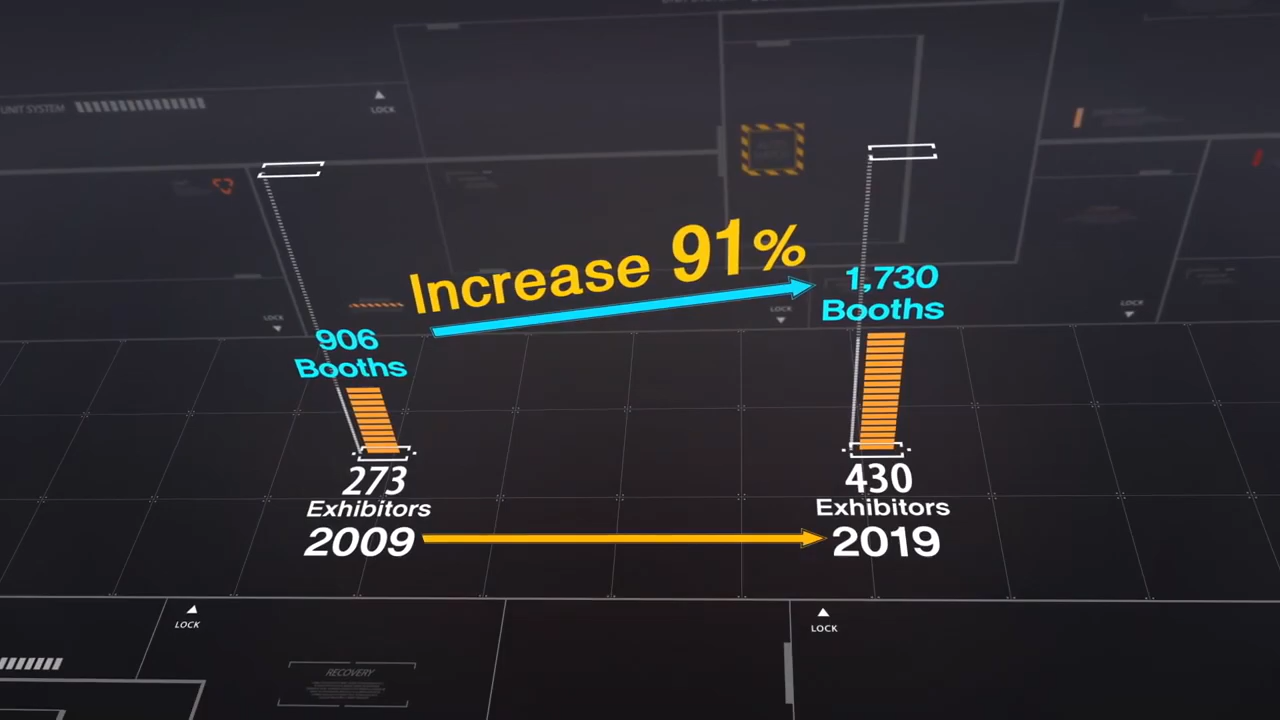 UNIT SYSTEM
LOCK
Increase 91%
1,730
Booths
LOCK
LOCK
LOCK
906
Booths
273
Exhibitors
2009
430
Exhibitors
2019
LOCK
LOCK
RECOVERY